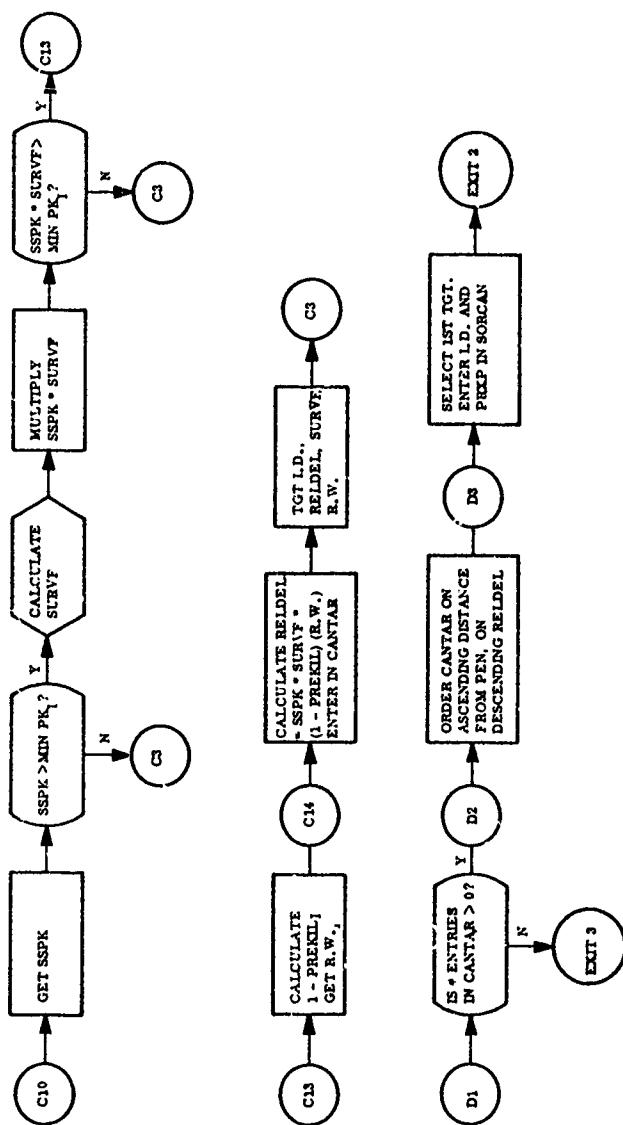 C10
GET SSPK
SSPK > MIN PK₁?
Y
N
C3
CALCULATE
SURVF
MULTIPLY
SSPK * SURVF
SSPK * SURVF>
MIN PK₁?
Y
C13
N
C3
C13
CALCULATE
1 - PREKIL;
GET R.W.,
C14
CALCULATE RELDEL
= SSPK * SURVF *
(1 - PREKIL) (R.W.)
ENTER IN CANTAR
TGT I.D.,
RELDEL, SURVF,
R.W.
C3
D1
IS # ENTRIES
IN CANTAR > 0?
Y
N
EXIT 3
D2
ORDER CANTAR ON
ASCENDING DISTANCE
FROM PEN, ON
DESCENDING RELDEL
D3
SELECT 1ST TGT.
ENTER I.D. AND
IN SORCAN
EXIT 2